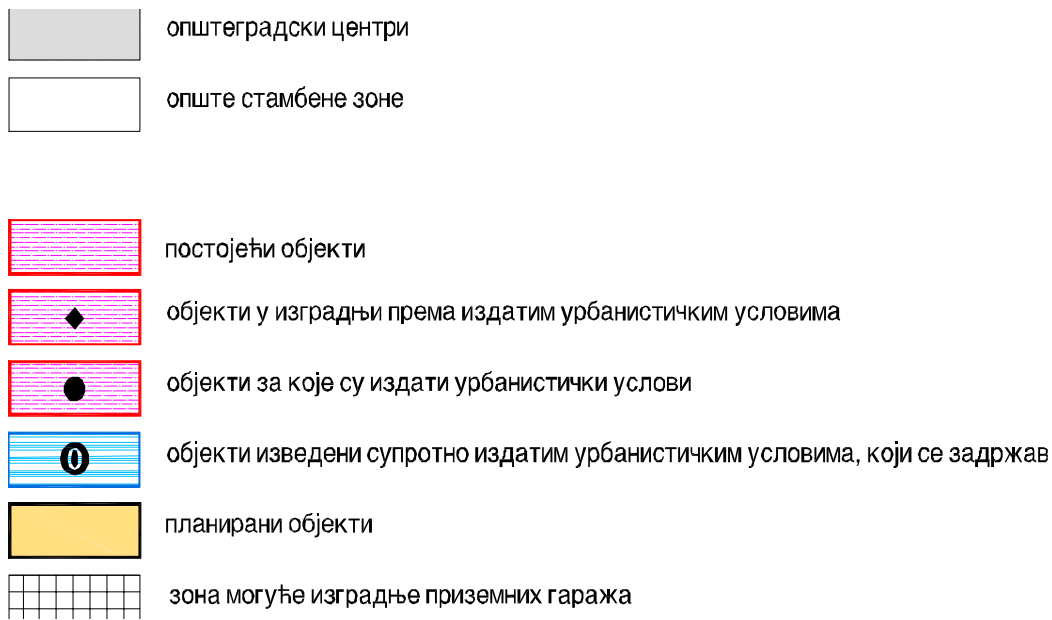 општеградски центри
опште стамбене зоне
постојећи објекти
објекти у изградњи према издатим урбанистичким условима
објекти за које су издати урбанистички услови
објекти изведени супротно издатим урбанистичким условима, који се задржав
планирани објекти
зона могуће изградње приземних гаража